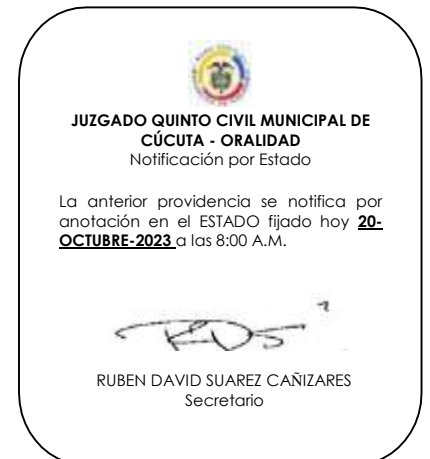 JUZGADO QUINTO CIVIL MUNICIPAL DE
CÚCUTA - ORALIDAD
Notificación por Estado
La anterior providencia se notifica por
anotación en el ESTADO fijado hoy 20-
OCTUBRE-2023 a las 8:00 A.M.
RUBEN DAVID SUAREZ CAÑIZARES
Secretario